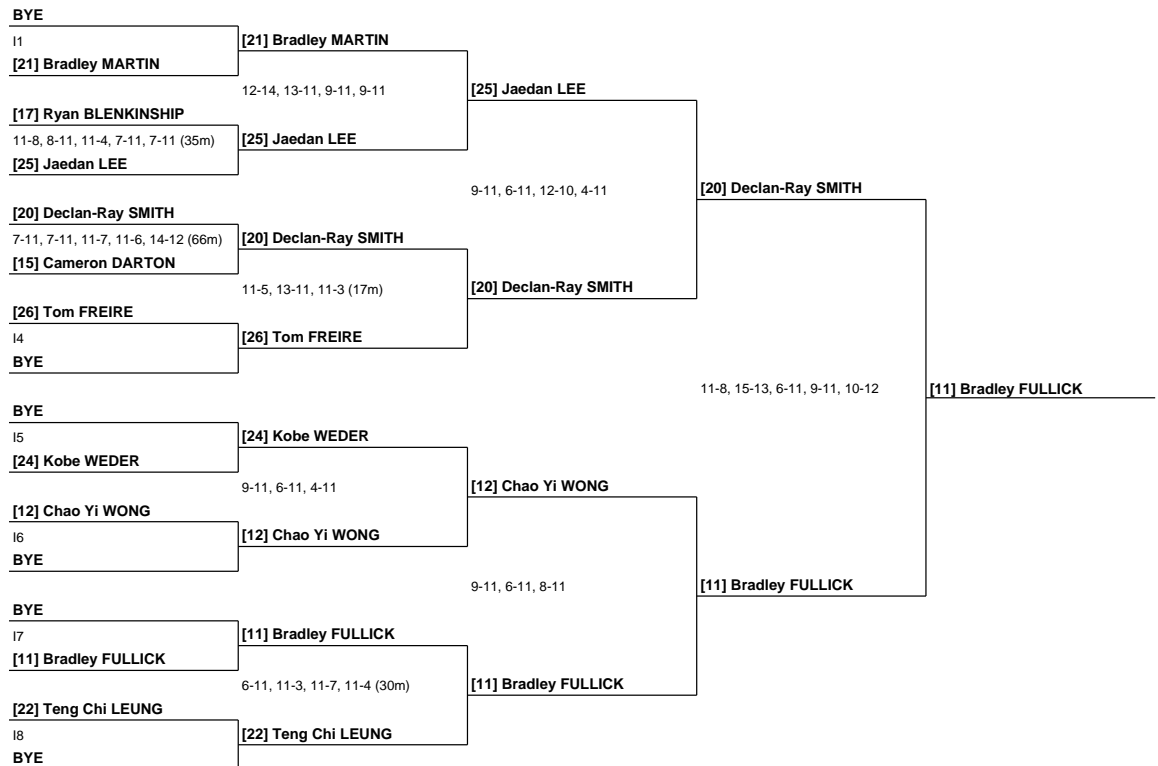 BYE
I1
[21] Bradley MARTIN
[21] Bradley MARTIN
12-14, 13-11, 9-11, 9-11
[25] Jaedan LEE
[17] Ryan BLENKINSHIP
11-8, 8-11, 11-4, 7-11, 7-11 (35m)
[25] Jaedan LEE
[25] Jaedan LEE
9-11, 6-11, 12-10, 4-11
[20] Declan-Ray SMITH
[20] Declan-Ray SMITH
7-11, 7-11, 11-7, 11-6, 14-12 (66m)
[20] Declan-Ray SMITH
[15] Cameron DARTON
11-5, 13-11, 11-3 (17m)
[20] Declan-Ray SMITH
[26] Tom FREIRE
I4
[26] Tom FREIRE
BYE
11-8, 15-13, 6-11, 9-11, 10-12
[11] Bradley FULLICK
BYE
I5
[24] Kobe WEDER
[24] Kobe WEDER
9-11, 6-11, 4-11
[12] Chao Yi WONG
[12] Chao Yi WONG
I6
[12] Chao Yi WONG
BYE
9-11, 6-11, 8-11
[11] Bradley FULLICK
BYE
I7
[11] Bradley FULLICK
[11] Bradley FULLICK
6-11, 11-3, 11-7, 11-4 (30m)
[11] Bradley FULLICK
[22] Teng Chi LEUNG
I8
[22] Teng Chi LEUNG
BYE